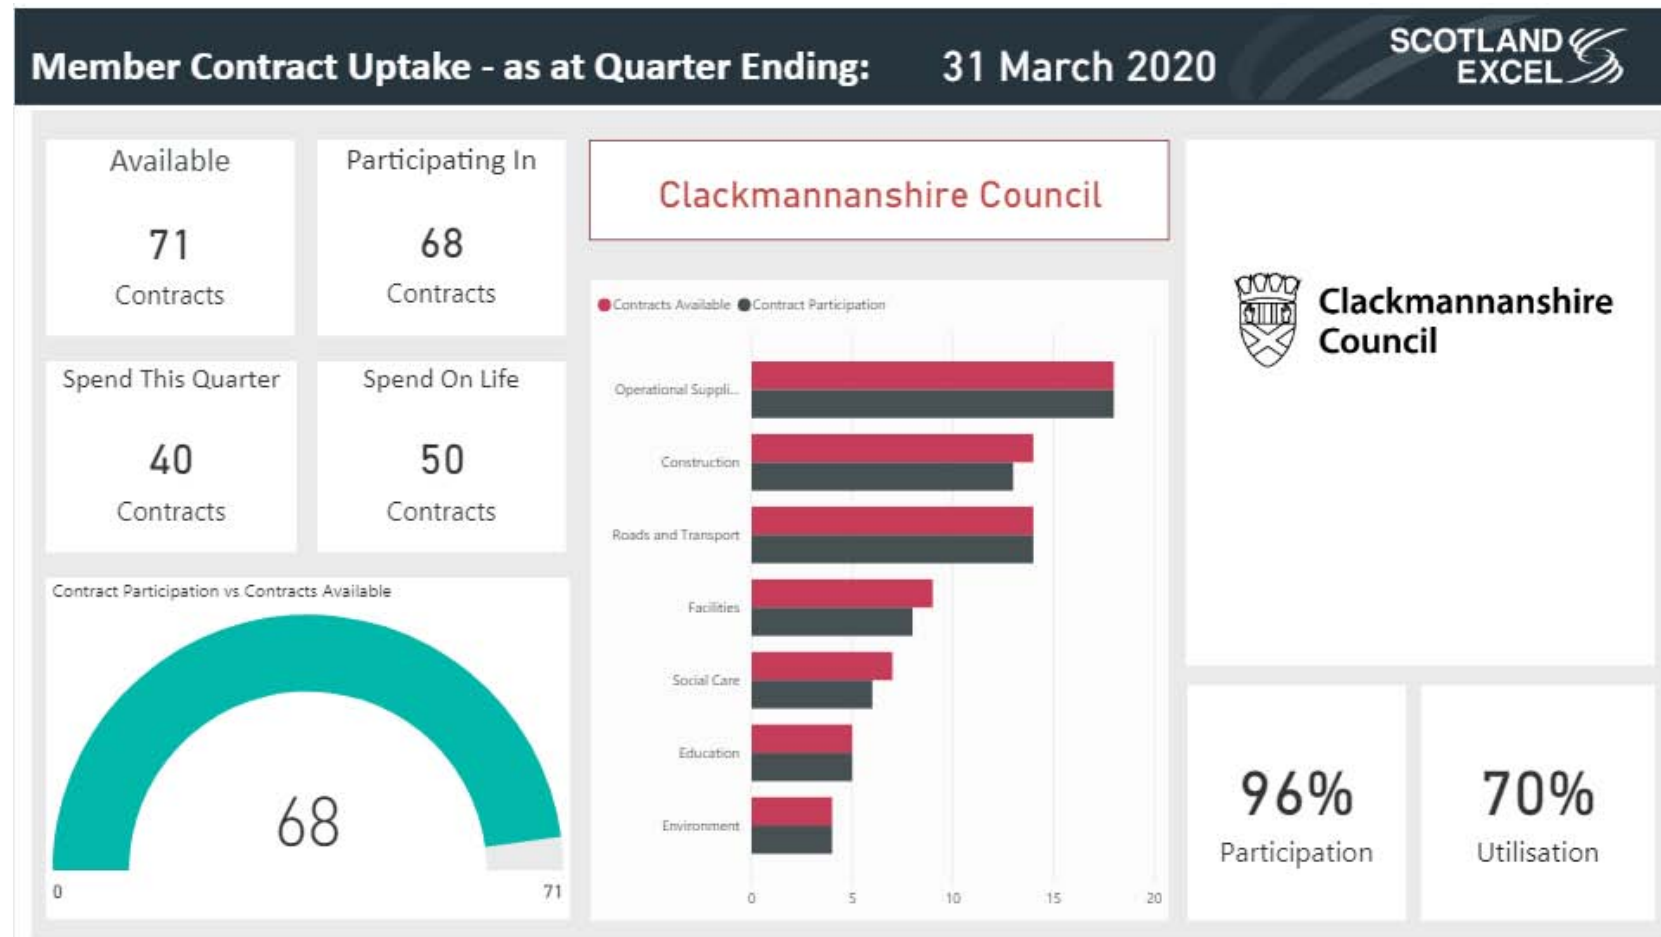 Member Contract Uptake - as at Quarter Ending: 31 March 2020
SCOTLAND
EXCEL
Available
71
Contracts
Participating In
68
Contracts
Spend This Quarter
40
Contracts
Spend On Life
50
Contracts
Contract Participation vs Contracts Available
68
0
71
Clackmannanshire Council
Contracts Available Contract Participation
Operational Suppli...
Construction
Roads and Transport
Facilities
Social Care
Education
Environment
0 5 10 15 20
Clackmannanshire
Council
96%
Participation
70%
Utilisation